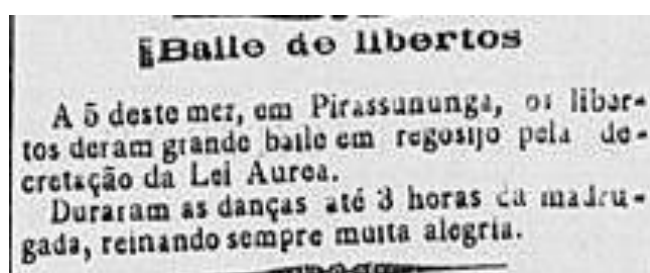 Baile de libertos
A 5 deste mez, em Pirassununga, os liber-
tos deram grande baile em regosijo pela de-
cretação da Lei Aurea.
Duraram as danças até 3 horas da madru-
gada, reinando sempre muita alegria.